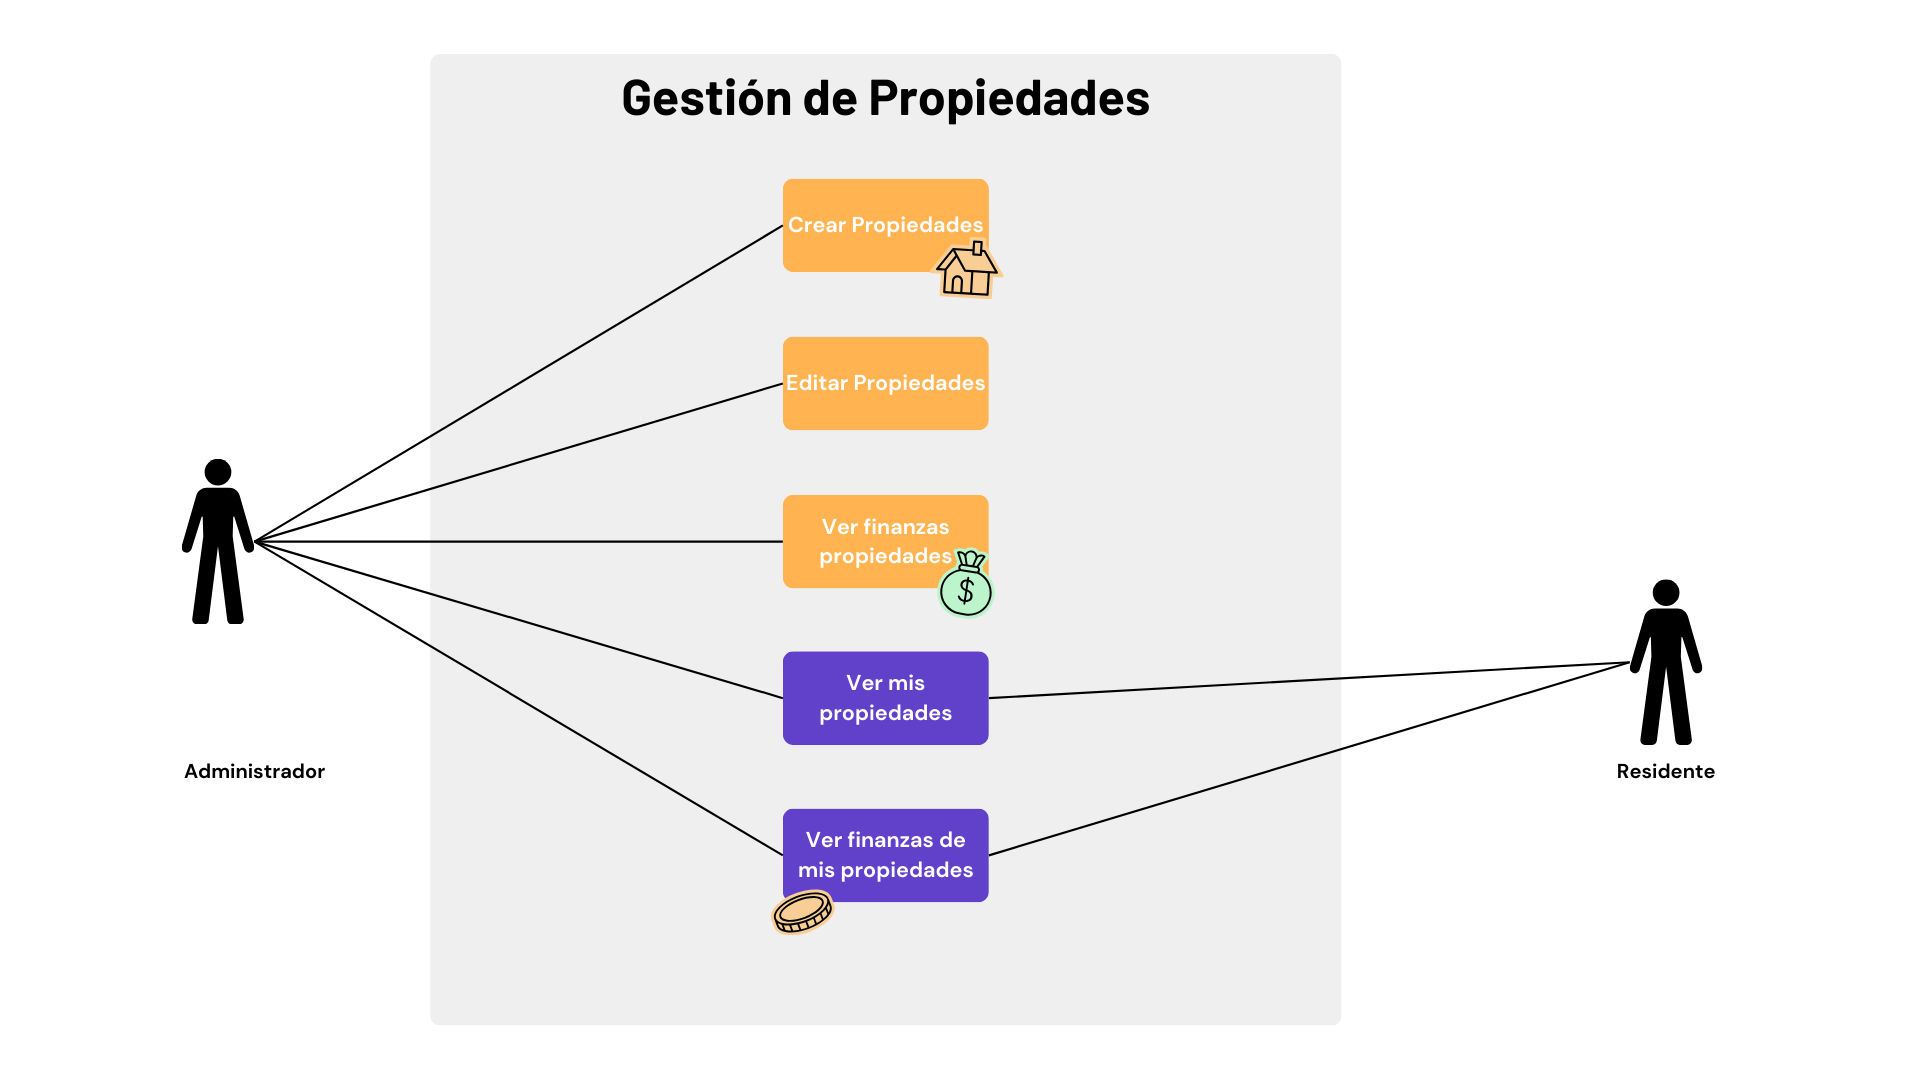 Gestión de Propiedades
Crear Propiedades
Editar Propiedades
Ver finanzas
propiedades
$
Ver mis
propiedades
Administrador
Residente
Ver finanzas de
mis propiedades